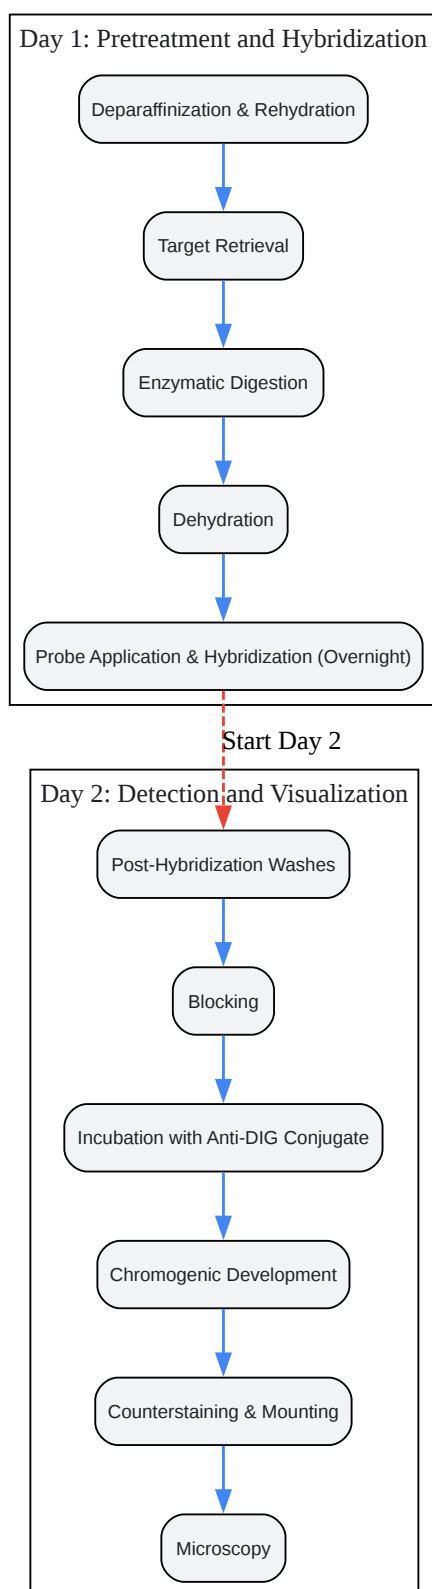 Day 1: Pretreatment and Hybridization
Deparaffinization & Rehydration
Target Retrieval
Enzymatic Digestion
Dehydration
Probe Application & Hybridization (Overnight)
Start Day 2
Day 2: Detection and Visualization
Post-Hybridization Washes
Blocking
Incubation with Anti-DIG Conjugate
Chromogenic Development
Counterstaining & Mounting
Microscopy